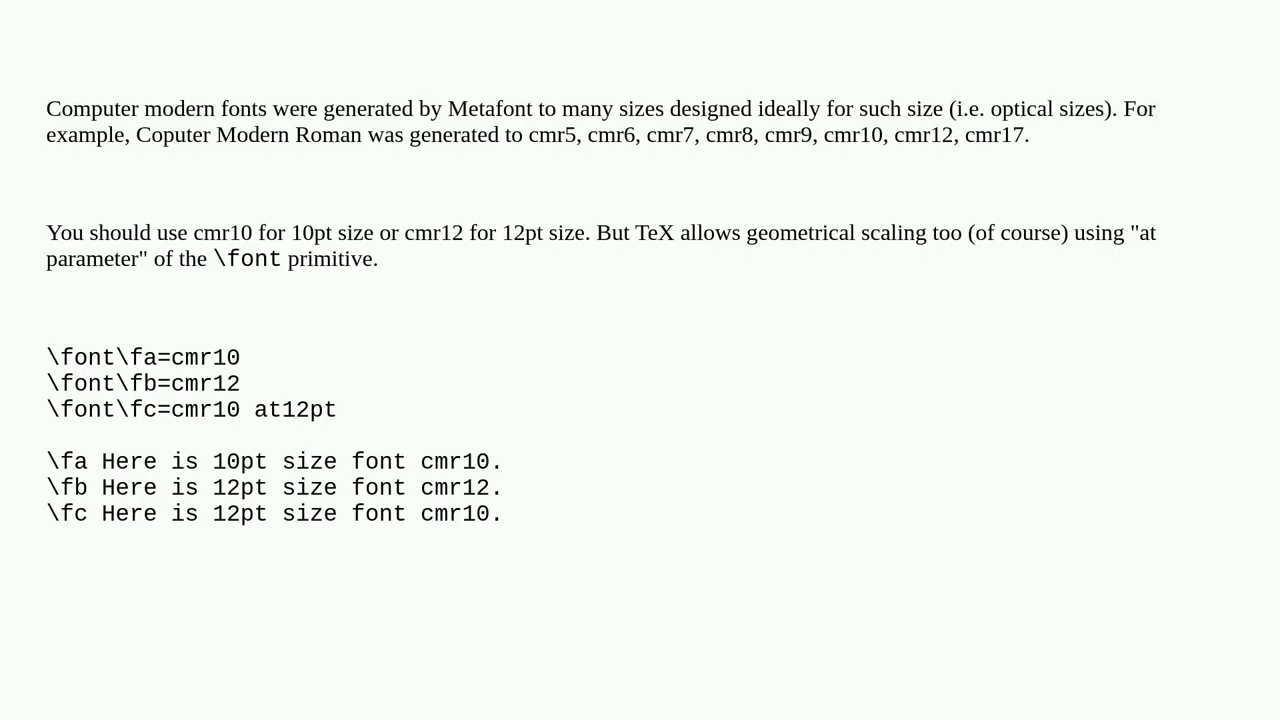 Computer modern fonts were generated by Metafont to many sizes designed ideally for such size (i.e. optical sizes). For
example, Coputer Modern Roman was generated to cmr5, cmr6, cmr7, cmr8, cmr9, cmr10, cmr12, cmr17.
You should use cmr10 for 10pt size or cmr12 for 12pt size. But TeX allows geometrical scaling too (of course) using "at
parameter" of the \font primitive.
\font\fa=cmr10
\font\fb=cmr12
\font\fc=cmr10 at12pt
\fa Here is 10pt size font cmr10.
\fb Here is 12pt size font cmr12.
\fc Here is 12pt size font cmr10.